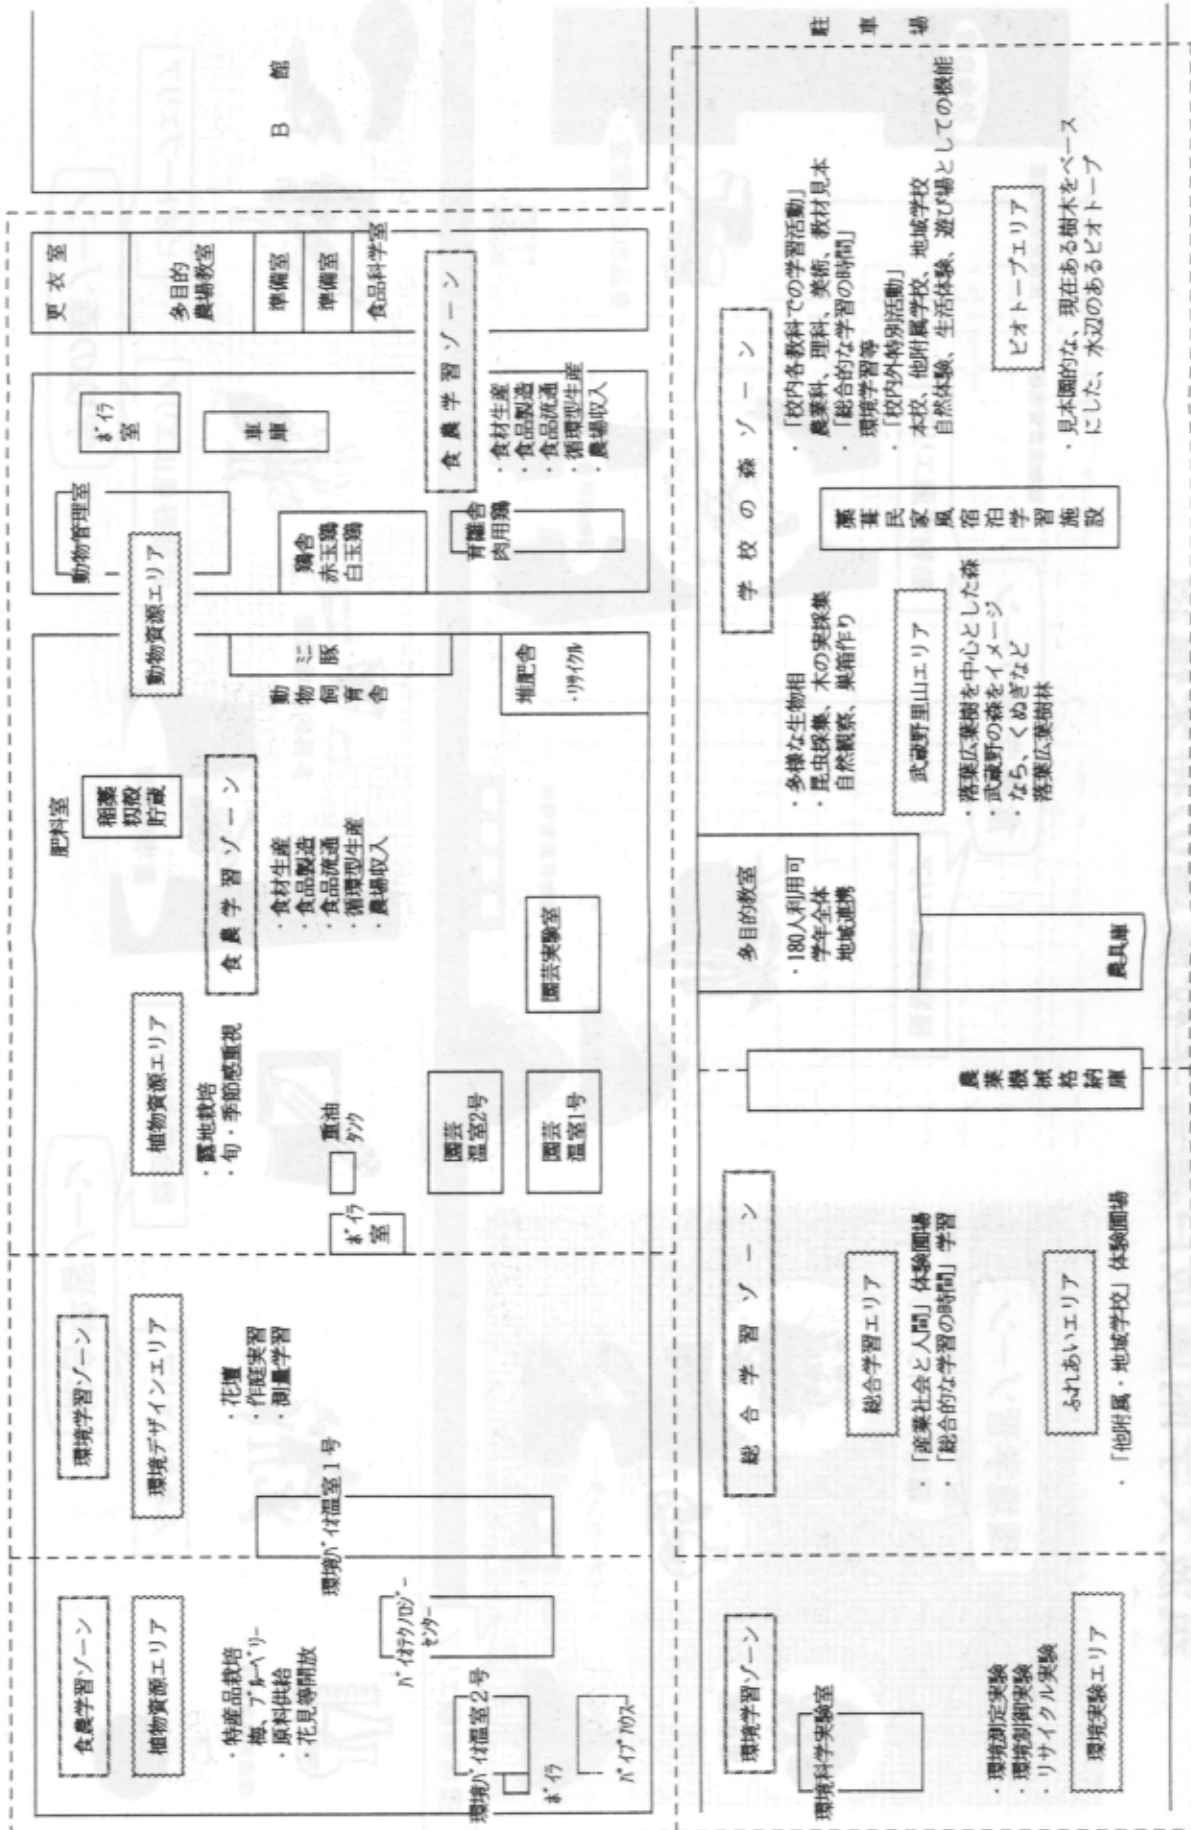 食農学習ゾーン
植物資源エリア
・特産品栽培
梅、ブルーベリー
・原料供給
・花見等開放
バイオテクノロジー
センター
環境バイオ温室2号
ボイラ
パイプハウス
環境学習ゾーン
環境デザインエリア
・花壇
・作庭実習
・測量学習
環境バイオ温室1号
肥料室
稲藁
籾殻
貯蔵
植物資源エリア
・露地栽培
・旬・季節感重視
食農学習ゾーン
・食材生産
・食品製造
・食品流通
・循環型生産
・農場収入
ボイラ
室
重油
タンク
園芸
温室2号
園芸
温室1号
園芸実験室
動物資源エリア
動物飼育舎
ミニ豚
堆肥舎
・リサイクル
動物管理室
ボイラ
室
車庫
鶏舎
赤玉鶏
白玉鶏
育雛舎
肉用鶏
食農学習ゾーン
・食材生産
・食品製造
・食品流通
・循環型生産
・農場収入
更衣室
多目的
農場教室
準備室
準備室
食品科学室
B館
環境学習ゾーン
環境科学実験室
・環境測定実験
・環境制御実験
・リサイクル実験
環境実験エリア
総合学習ゾーン
総合学習エリア
・「産業社会と人間」体験圃場
・「総合的な学習の時間」学習
ふれあいエリア
・「他附属・地域学校」体験圃場
農業機械格納庫
多目的教室
・180人利用可
学年全体
地域連携
農具庫
学校の森ゾーン
・多様な生物相
・昆虫採集、木の実採集
自然観察、巣箱作り
武蔵野里山エリア
・落葉広葉樹を中心とした森
・武蔵野の森をイメージ
・なら、くぬぎなど
落葉広葉樹林
藁葺民家風宿泊学習施設
・「校内各教科での学習活動」
農業科、理科、美術、教材見本
・「総合的な学習の時間」
環境学習等
・「校内外特別活動」
本校、他附属学校、地域学校
自然体験、生活体験、遊び場としての機能
ビオトープエリア
・見本園的な、現在ある樹木をベース
にした、水辺のあるビオトープ
駐車場